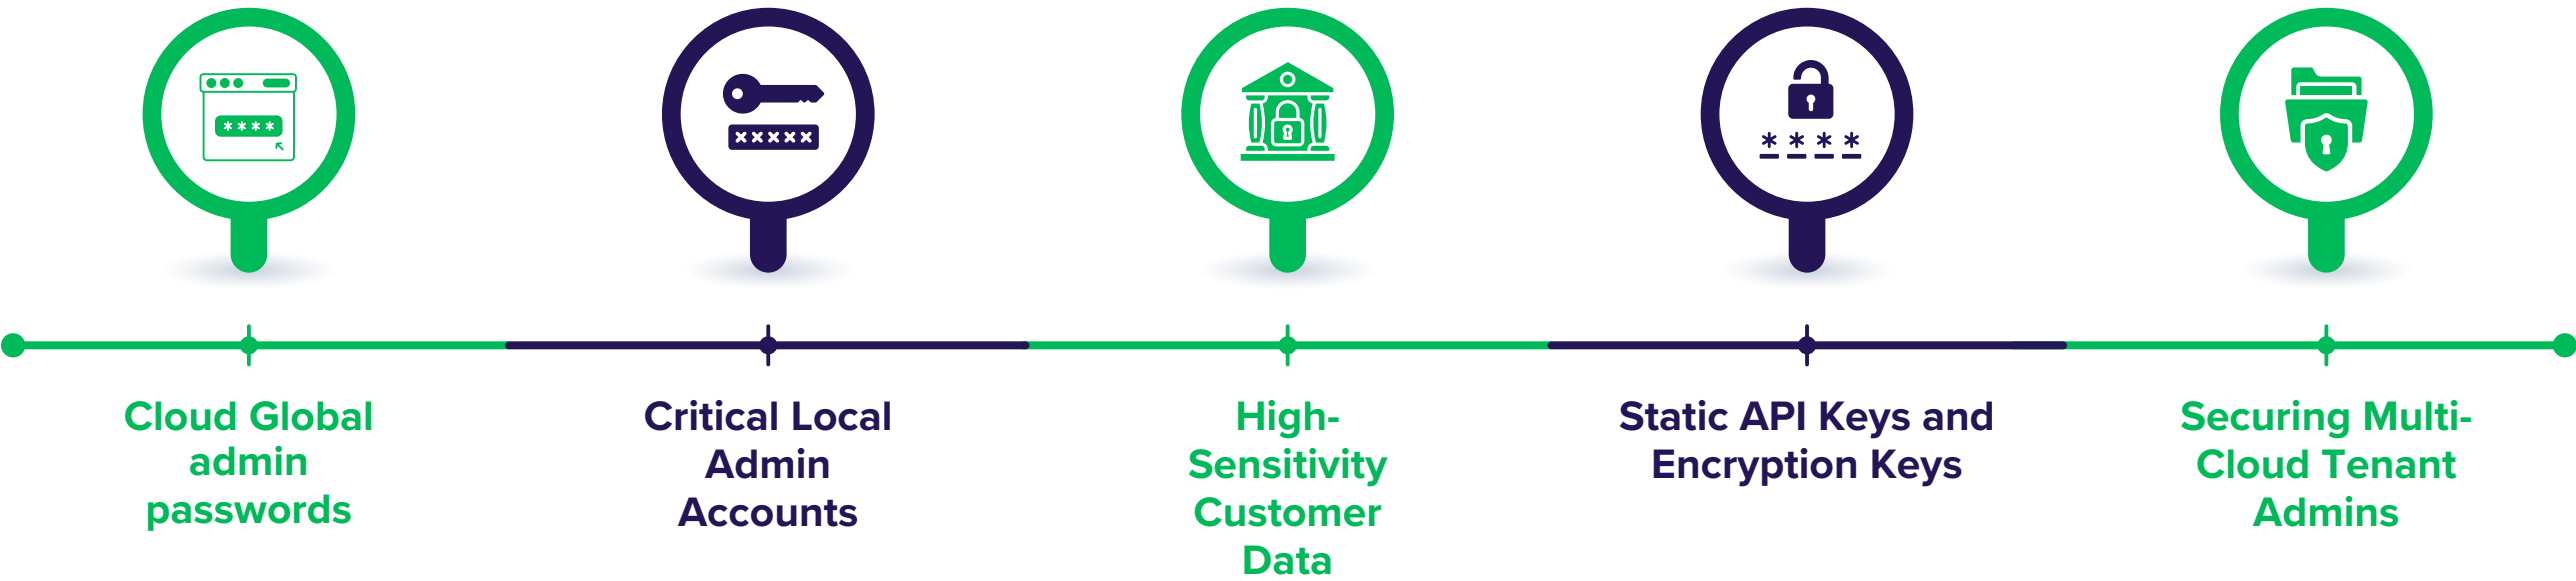 Cloud Global
admin
passwords
Critical Local
Admin
Accounts
High-
Sensitivity
Customer
Data
Static API Keys and
Encryption Keys
Securing Multi-
Cloud Tenant
Admins